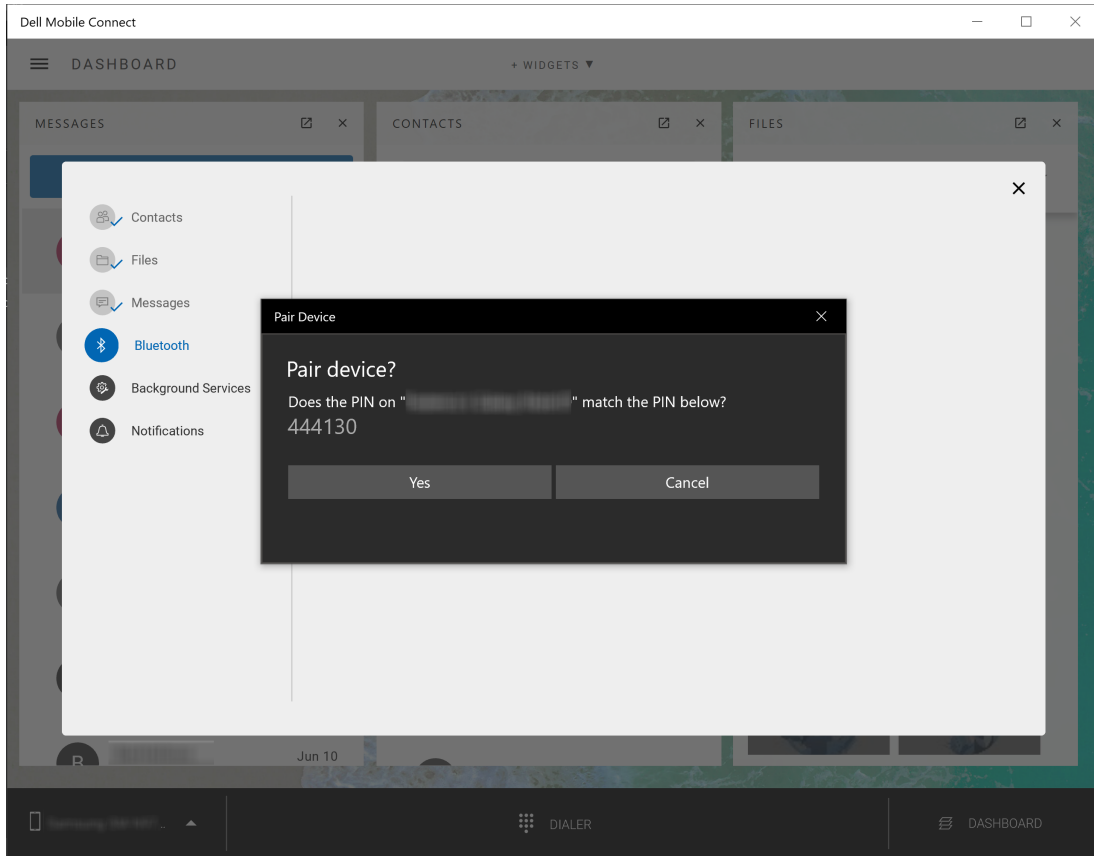 Dell Mobile Connect
DASHBOARD
+ WIDGETS ▼
MESSAGES
CONTACTS
FILES
Contacts
Files
Messages
Bluetooth
Background Services
Notifications
Pair Device
Pair device?
Does the PIN on "" match the PIN below?
444130
Yes
Cancel
B
Jun 10
DIALER
DASHBOARD